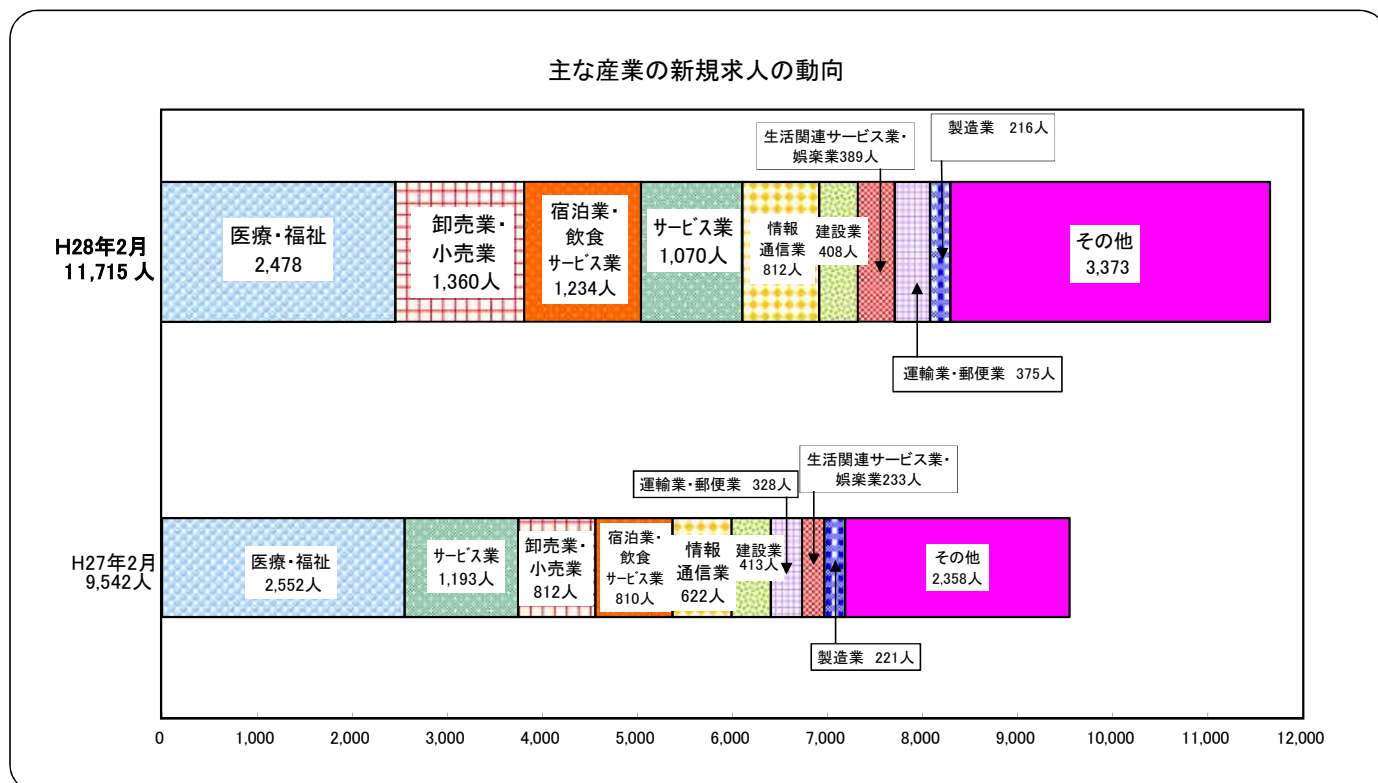 主な産業の新規求人の動向
生活関連サービス業・
娯楽業389人
製造業 216人
H28年2月
11,715 人
医療・福祉
2,478
卸売業・
小売業
1,360人
宿泊業・
飲食
サービス業
1,234人
サービス業
1,070人
情報
通信業
812人
建設業
408人
その他
3,373
運輸業・郵便業 375人
生活関連サービス業・
娯楽業233人
運輸業・郵便業 328人
H27年2月
9,542人
医療・福祉
2,552人
サービス業
1,193人
卸売業・
小売業
812人
宿泊業・
飲食
サービス業
810人
情報
通信業
622人
建設業
413人
その他
2,358人
製造業 221人
0 1,000 2,000 3,000 4,000 5,000 6,000 7,000 8,000 9,000 10,000 11,000 12,000